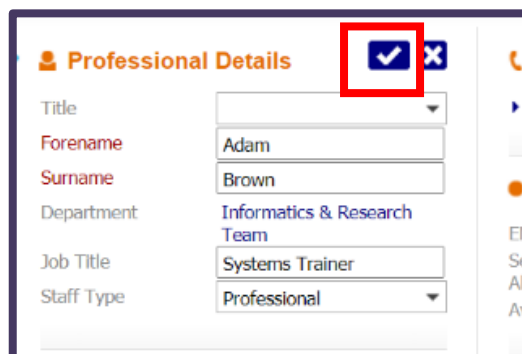 Professional Details
Title
Forename Adam
Surname Brown
Department Informatics & Research
Team
Job Title Systems Trainer
Staff Type Professional